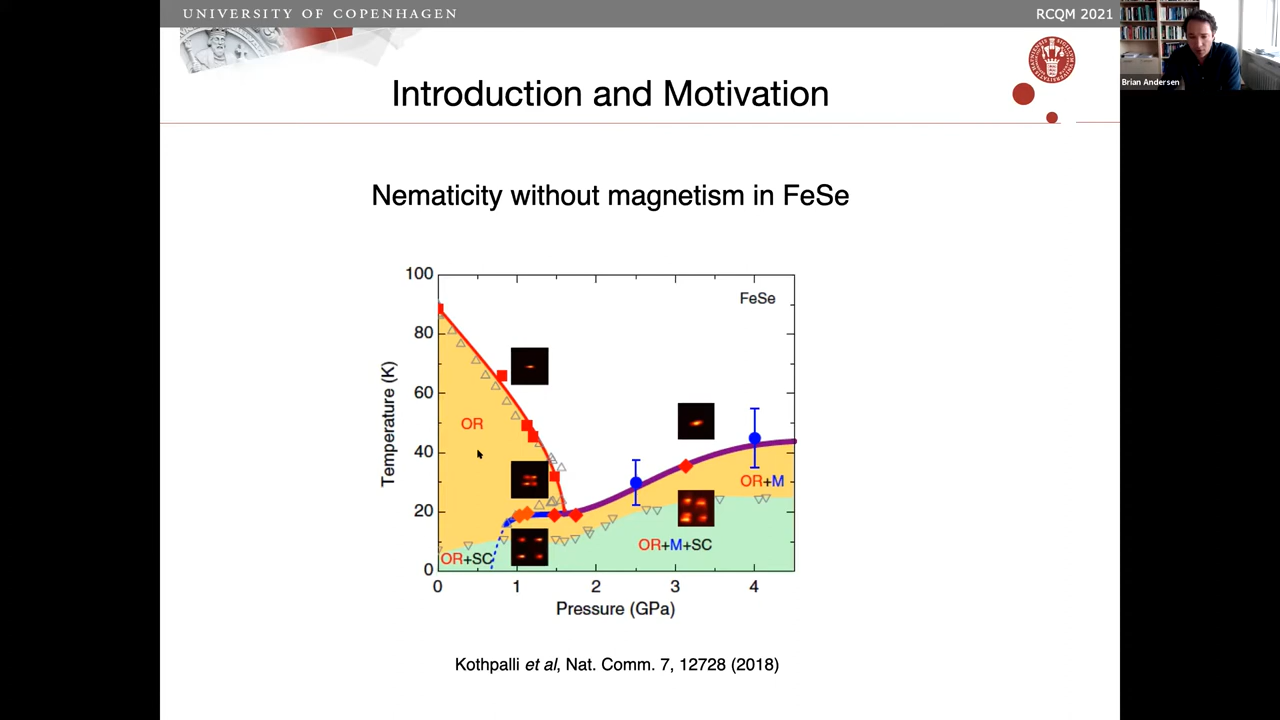 UNIVERSITY OF COPENHAGEN
RCQM 2021
Brian Andersen
Introduction and Motivation
Nematicity without magnetism in FeSe
100
80
60
40
20
0
Temperature (K)
FeSe
OR
OR+M
OR+M+SC
OR+SC
0 1 2 3 4
Pressure (GPa)
Kothpalli et al, Nat. Comm. 7, 12728 (2018)